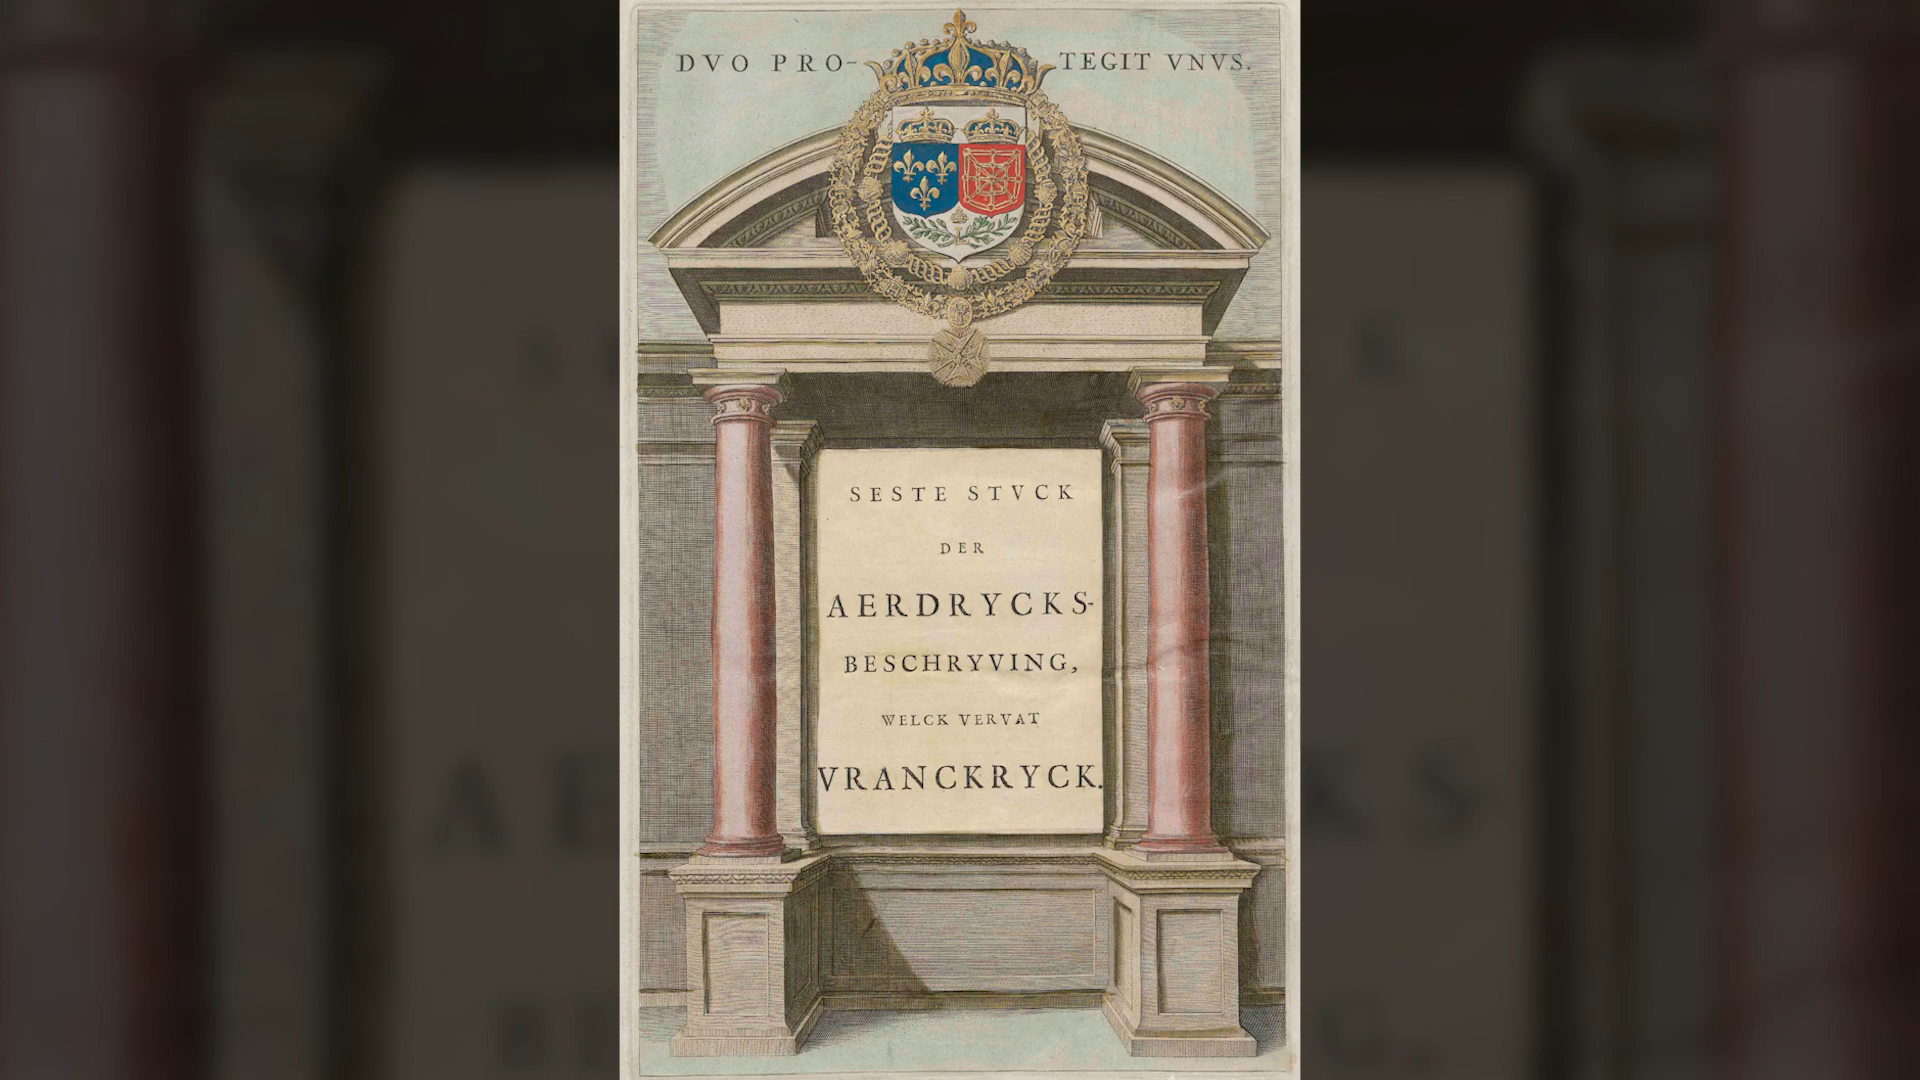 DVO PRO- TEGIT VNVS.
SESTE STVCK
DER
AERDRYCKS-
BESCHRYVING,
WELCK VERVAT
VRANCKRYCK.